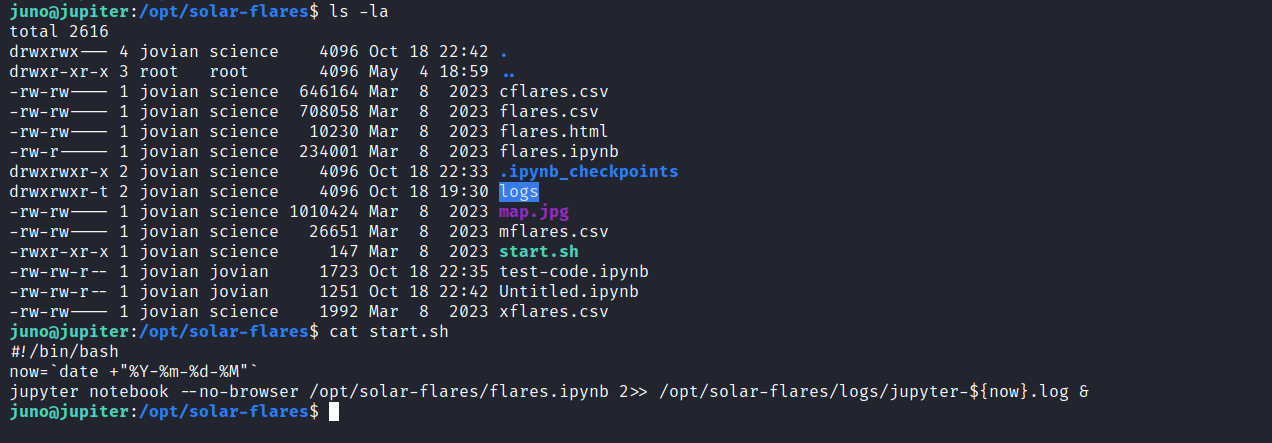 juno@jupiter:/opt/solar-flares$ ls -la
total 2616
drwxrwx--- 4 jovian science    4096 Oct 18 22:42 .
drwxr-xr-x 3 root   root       4096 May  4 18:59 ..
-rw-rw---- 1 jovian science  646164 Mar  8  2023 cflares.csv
-rw-rw---- 1 jovian science  708058 Mar  8  2023 flares.csv
-rw-rw---- 1 jovian science   10230 Mar  8  2023 flares.html
-rw-r----- 1 jovian science  234001 Mar  8  2023 flares.ipynb
drwxrwxr-x 2 jovian science    4096 Oct 18 22:33 .ipynb_checkpoints
drwxrwxr-t 2 jovian science    4096 Oct 18 19:30 logs
-rw-rw---- 1 jovian science 1010424 Mar  8  2023 map.jpg
-rw-rw---- 1 jovian science   26651 Mar  8  2023 mflares.csv
-rwxr-xr-x 1 jovian science     147 Mar  8  2023 start.sh
-rw-rw-r-- 1 jovian jovian     1723 Oct 18 22:35 test-code.ipynb
-rw-rw-r-- 1 jovian jovian     1251 Oct 18 22:42 Untitled.ipynb
-rw-rw---- 1 jovian science    1992 Mar  8  2023 xflares.csv
juno@jupiter:/opt/solar-flares$ cat start.sh
#!/bin/bash
now=`date +"%Y-%m-%d-%M"`
jupyter notebook --no-browser /opt/solar-flares/flares.ipynb 2>> /opt/solar-flares/logs/jupyter-${now}.log &
juno@jupiter:/opt/solar-flares$